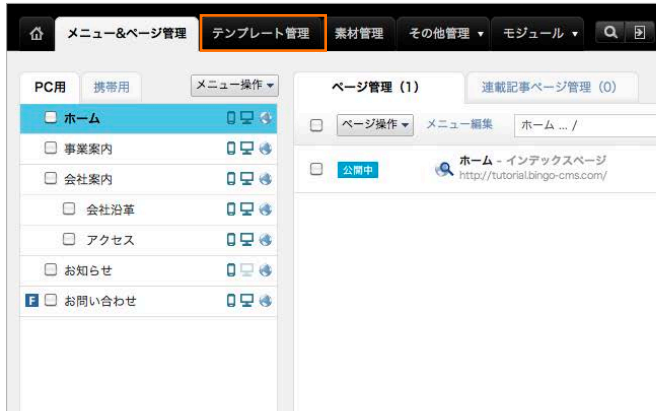 メニュー&ページ管理 テンプレート管理 素材管理 その他管理 ▼ モジュール ▼
PC用 携帯用 メニュー操作 ▼ ページ管理 (1) 連載記事ページ管理 (0)
ホーム
ページ操作 ▼ メニュー編集 ホーム ... /
事業案内
公開中 ホーム - インデックスページ
http://tutorial.bingo-cms.com/
会社案内
会社沿革
アクセス
お知らせ
F お問い合わせ